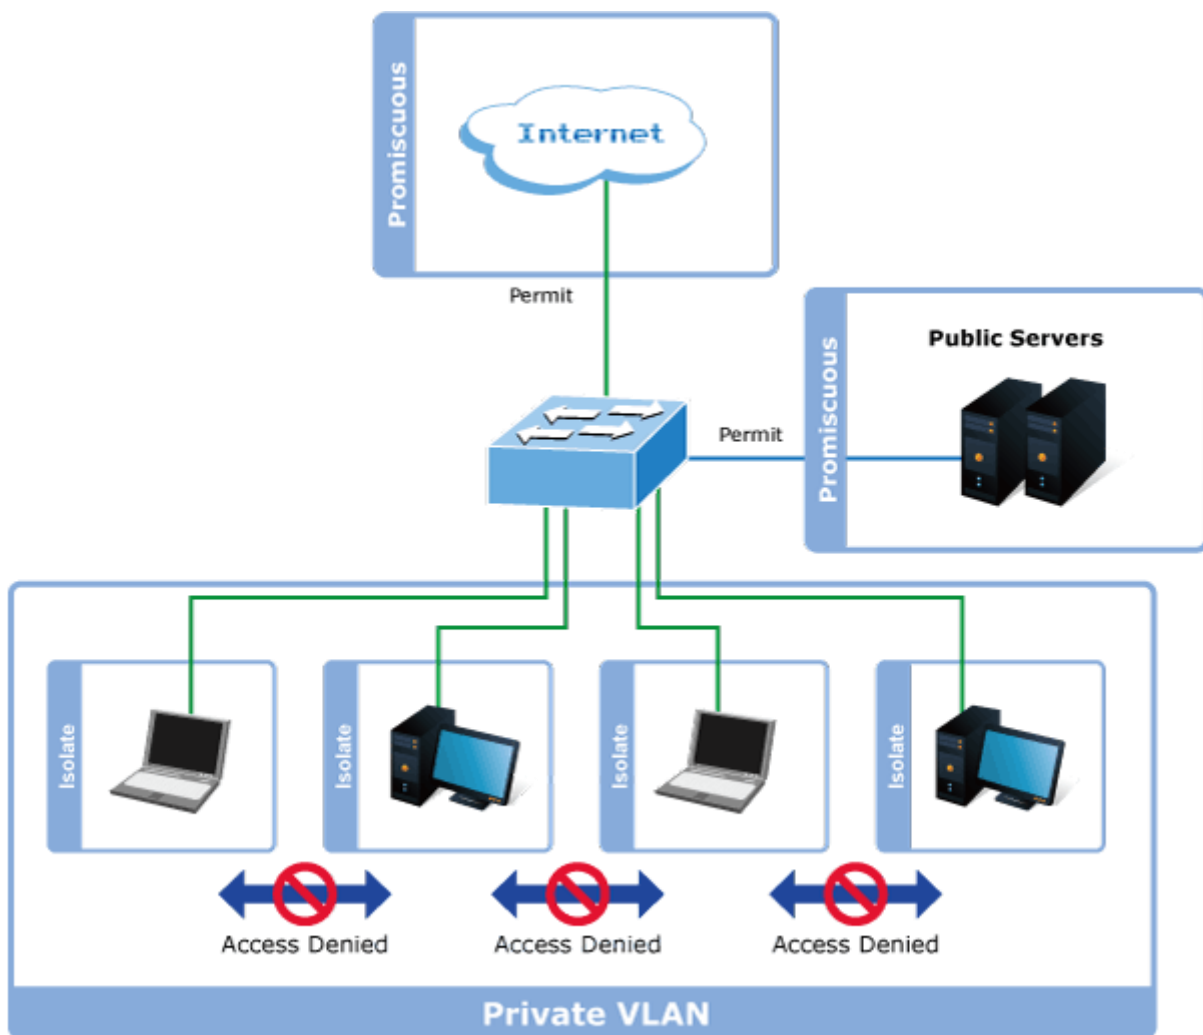 Promiscuous
Internet
Permit
Promiscuous
Public Servers
Permit
Isolate
Isolate
Isolate
Isolate
Access Denied
Access Denied
Access Denied
Private VLAN